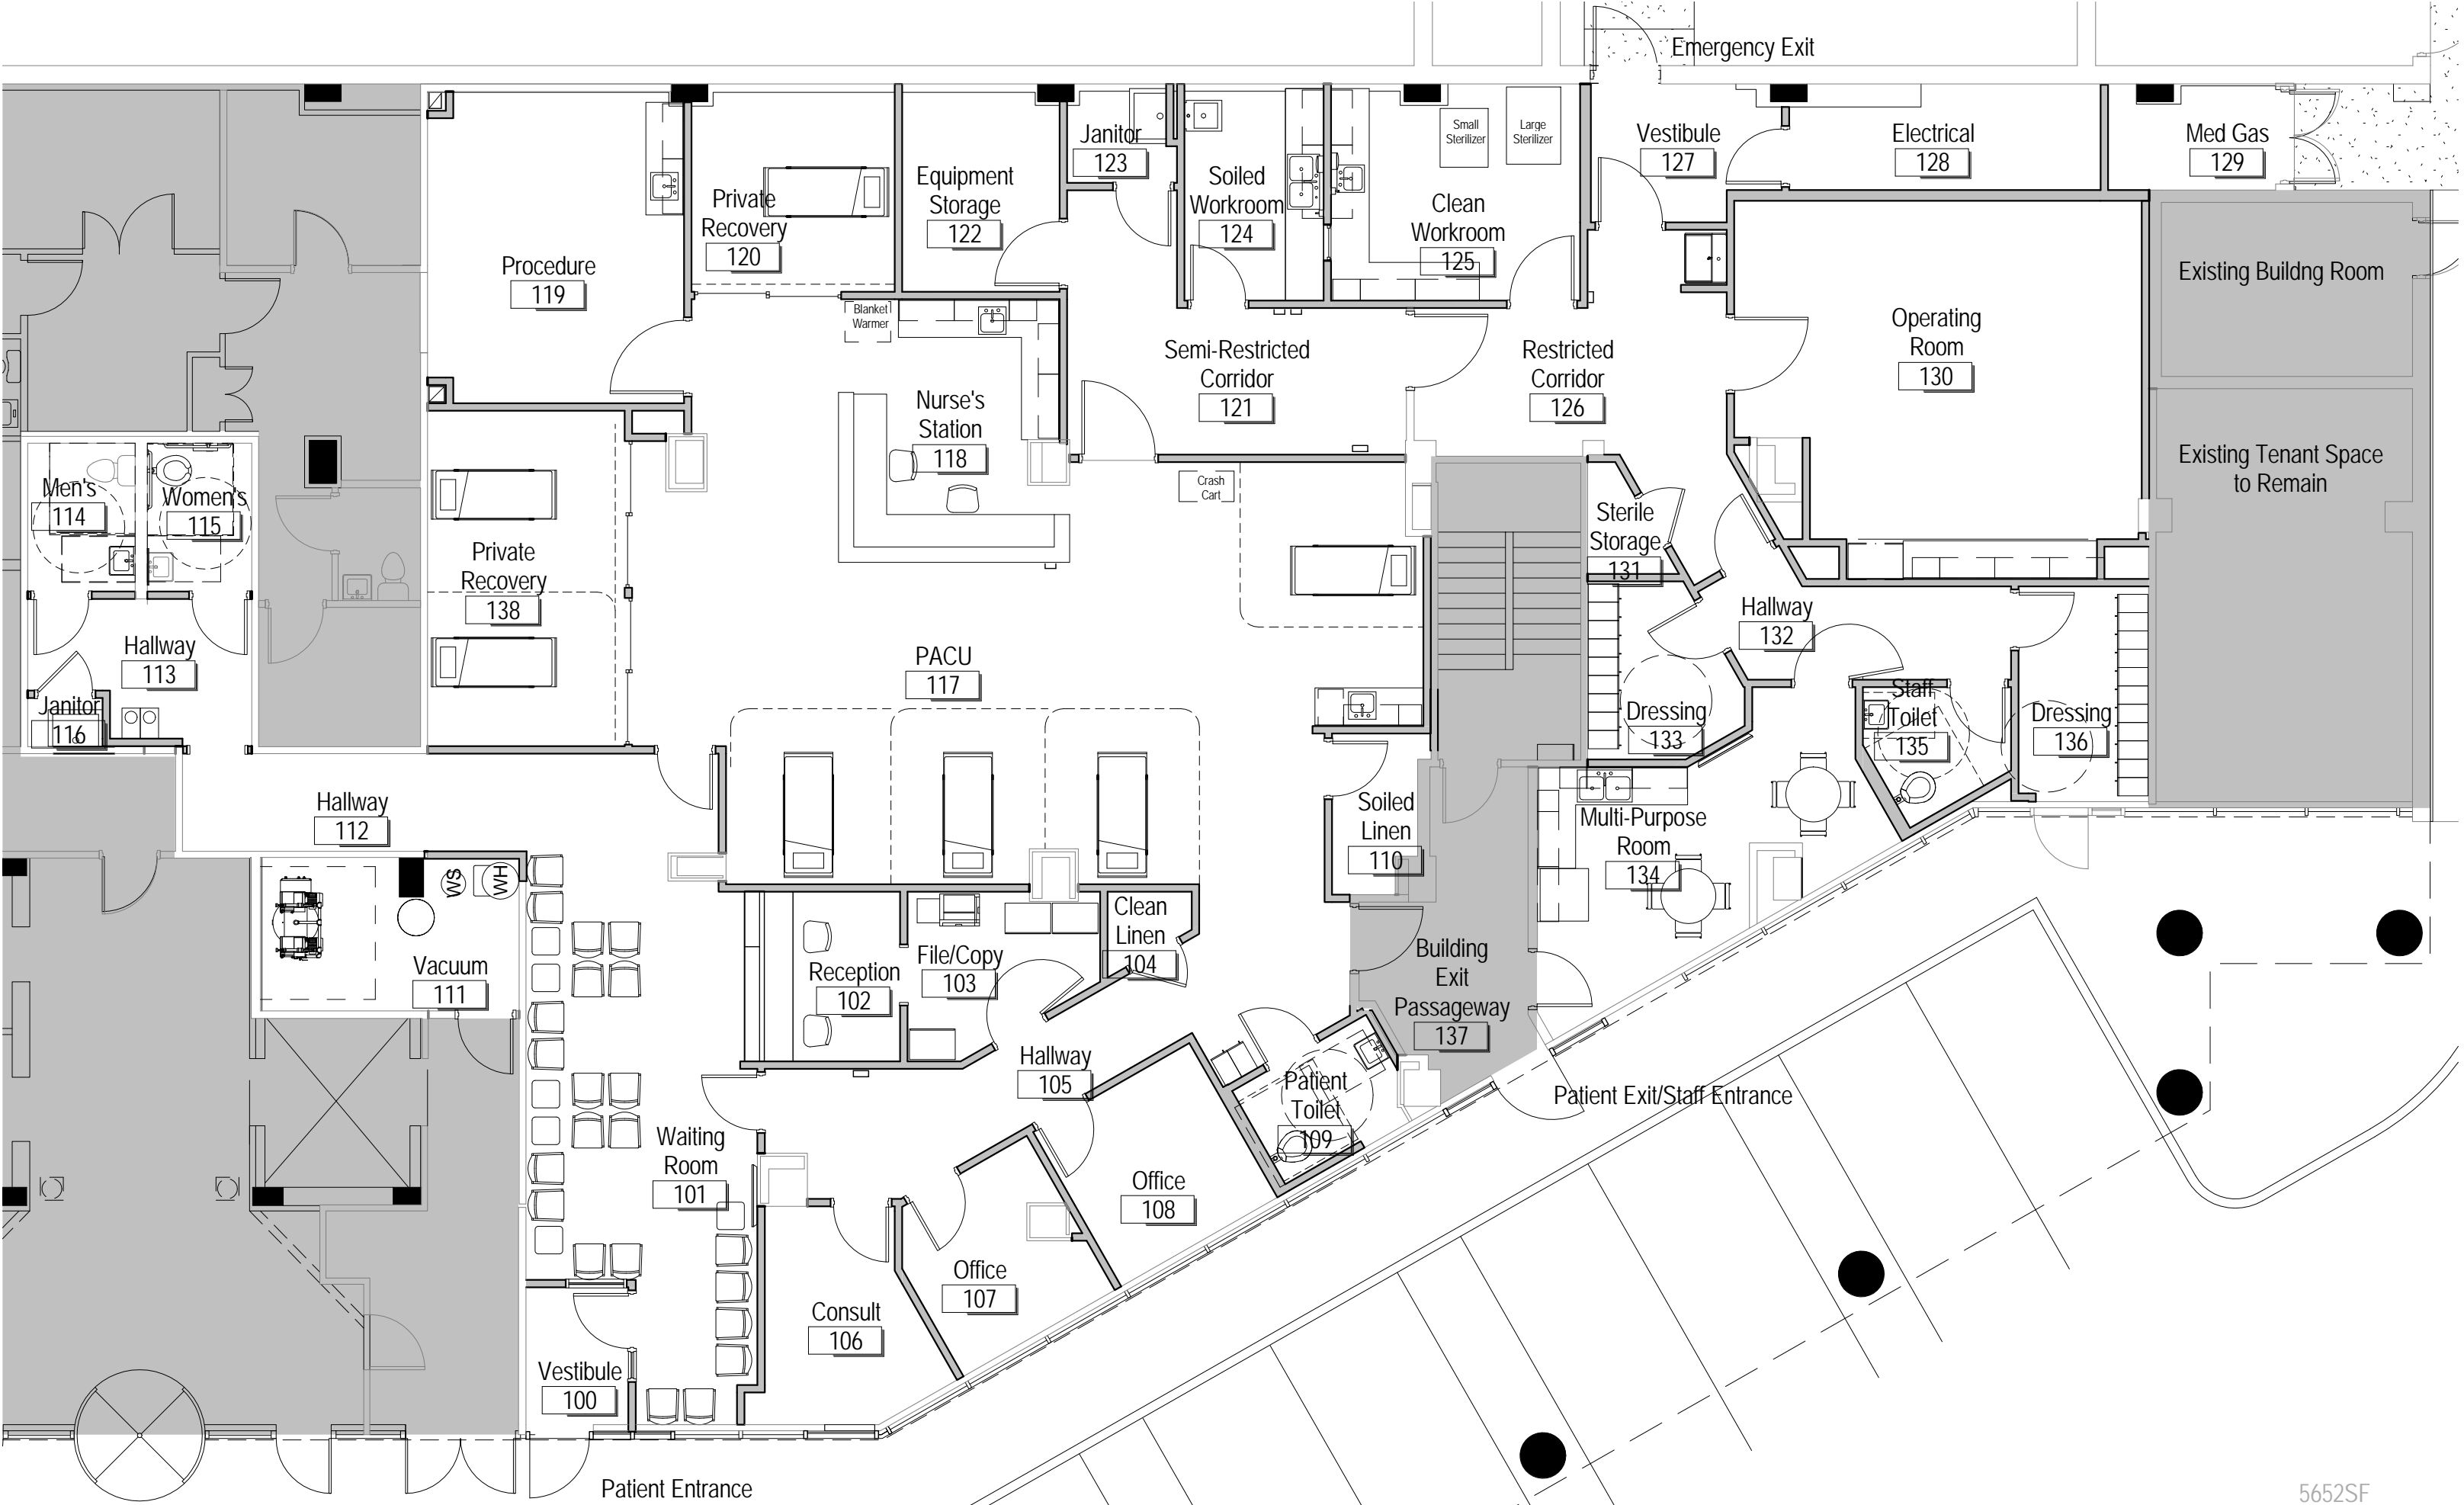 Emergency Exit
Janitor
123
Small
Sterilizer
Large
Sterilizer
Vestibule
127
Electrical
128
Med Gas
129
Private
Recovery
120
Equipment
Storage
122
Soiled
Workroom
124
Clean
Workroom
125
Procedure
119
Existing Buildng Room
Blanket
Warmer
Semi-Restricted
Corridor
121
Restricted
Corridor
126
Operating
Room
130
Nurse's
Station
118
Existing Tenant Space
to Remain
Crash
Cart
Men's
114
Women's
115
Sterile
Storage
131
Private
Recovery
138
Hallway
132
Hallway
113
PACU
117
Janitor
116
Dressing
133
Staff
Toilet
135
Dressing
136
Hallway
112
Soiled
Linen
110
Multi-Purpose
Room
134
WS
WH
Vacuum
111
Clean
Linen
104
Reception
102
File/Copy
103
Building
Exit
Passageway
137
Hallway
105
Patient
Toilet
109
Patient Exit/Staff Entrance
Waiting
Room
101
Office
108
Office
107
Consult
106
Vestibule
100
Patient Entrance
5652SF